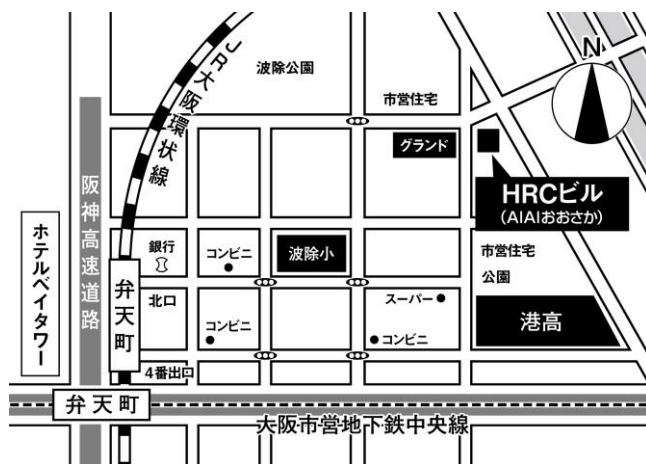 JR大阪環状線
波除公園
N
市営住宅
グランド
HRCビル
(AIAIおおさか)
阪神高速道路
ホテルベイタワー
銀行
コンビニ
波除小
市営住宅
公園
弁天町
北口
スーパー
港高
コンビニ
コンビニ
4番出口
弁天町
大阪市営地下鉄中央線